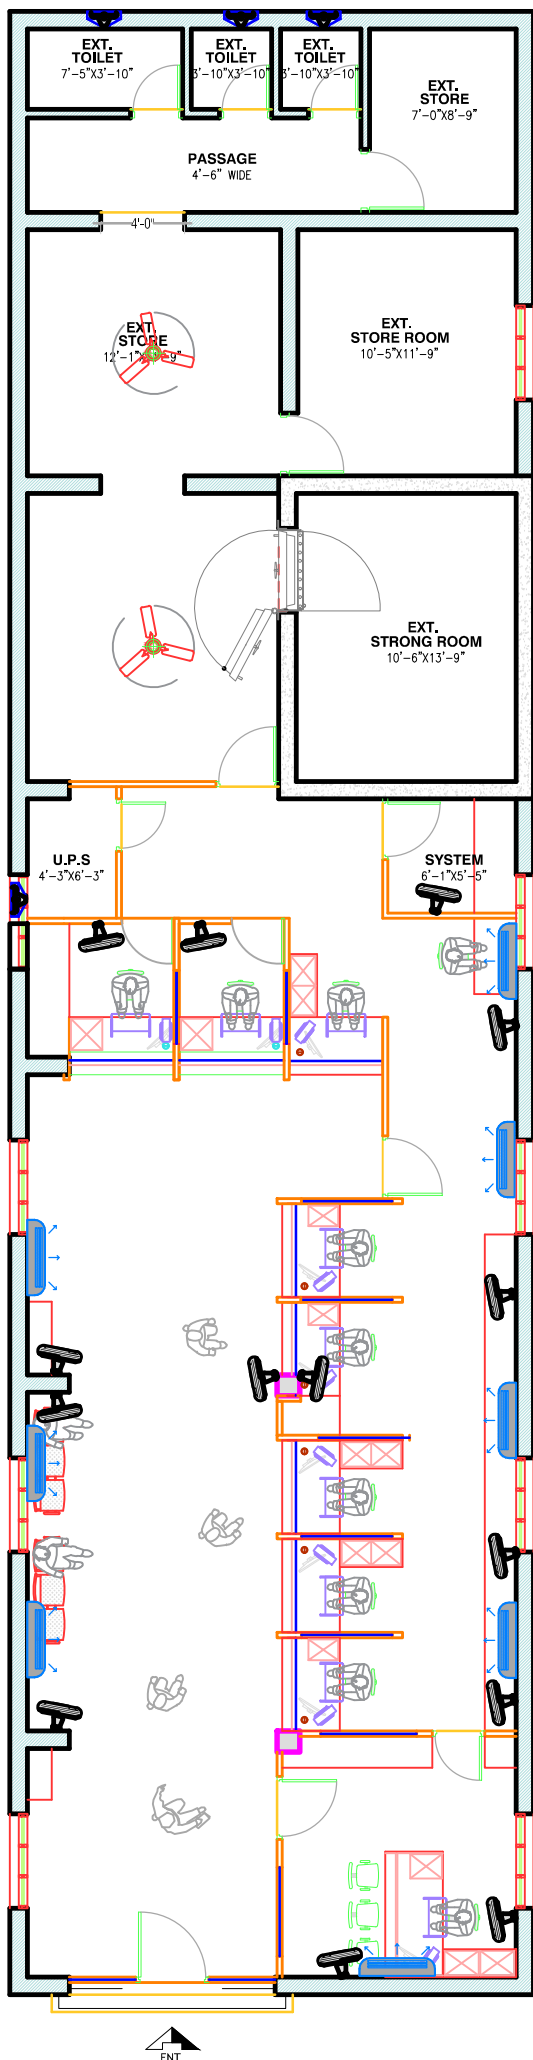 EXT.
TOILET
7'-5"X3'-10"
EXT.
TOILET
3'-10"X3'-10"
EXT.
TOILET
3'-10"X3'-10"
EXT.
STORE
7'-0"X8'-9"
PASSAGE
4'-6" WIDE
4'-0"
EXT.
STORE
EXT.
STORE ROOM
10'-5"X11'-9"
EXT.
STRONG ROOM
10'-6"X13'-9"
U.P.S
4'-3"X6'-3"
SYSTEM
6'-1"X5'-5"
ENT